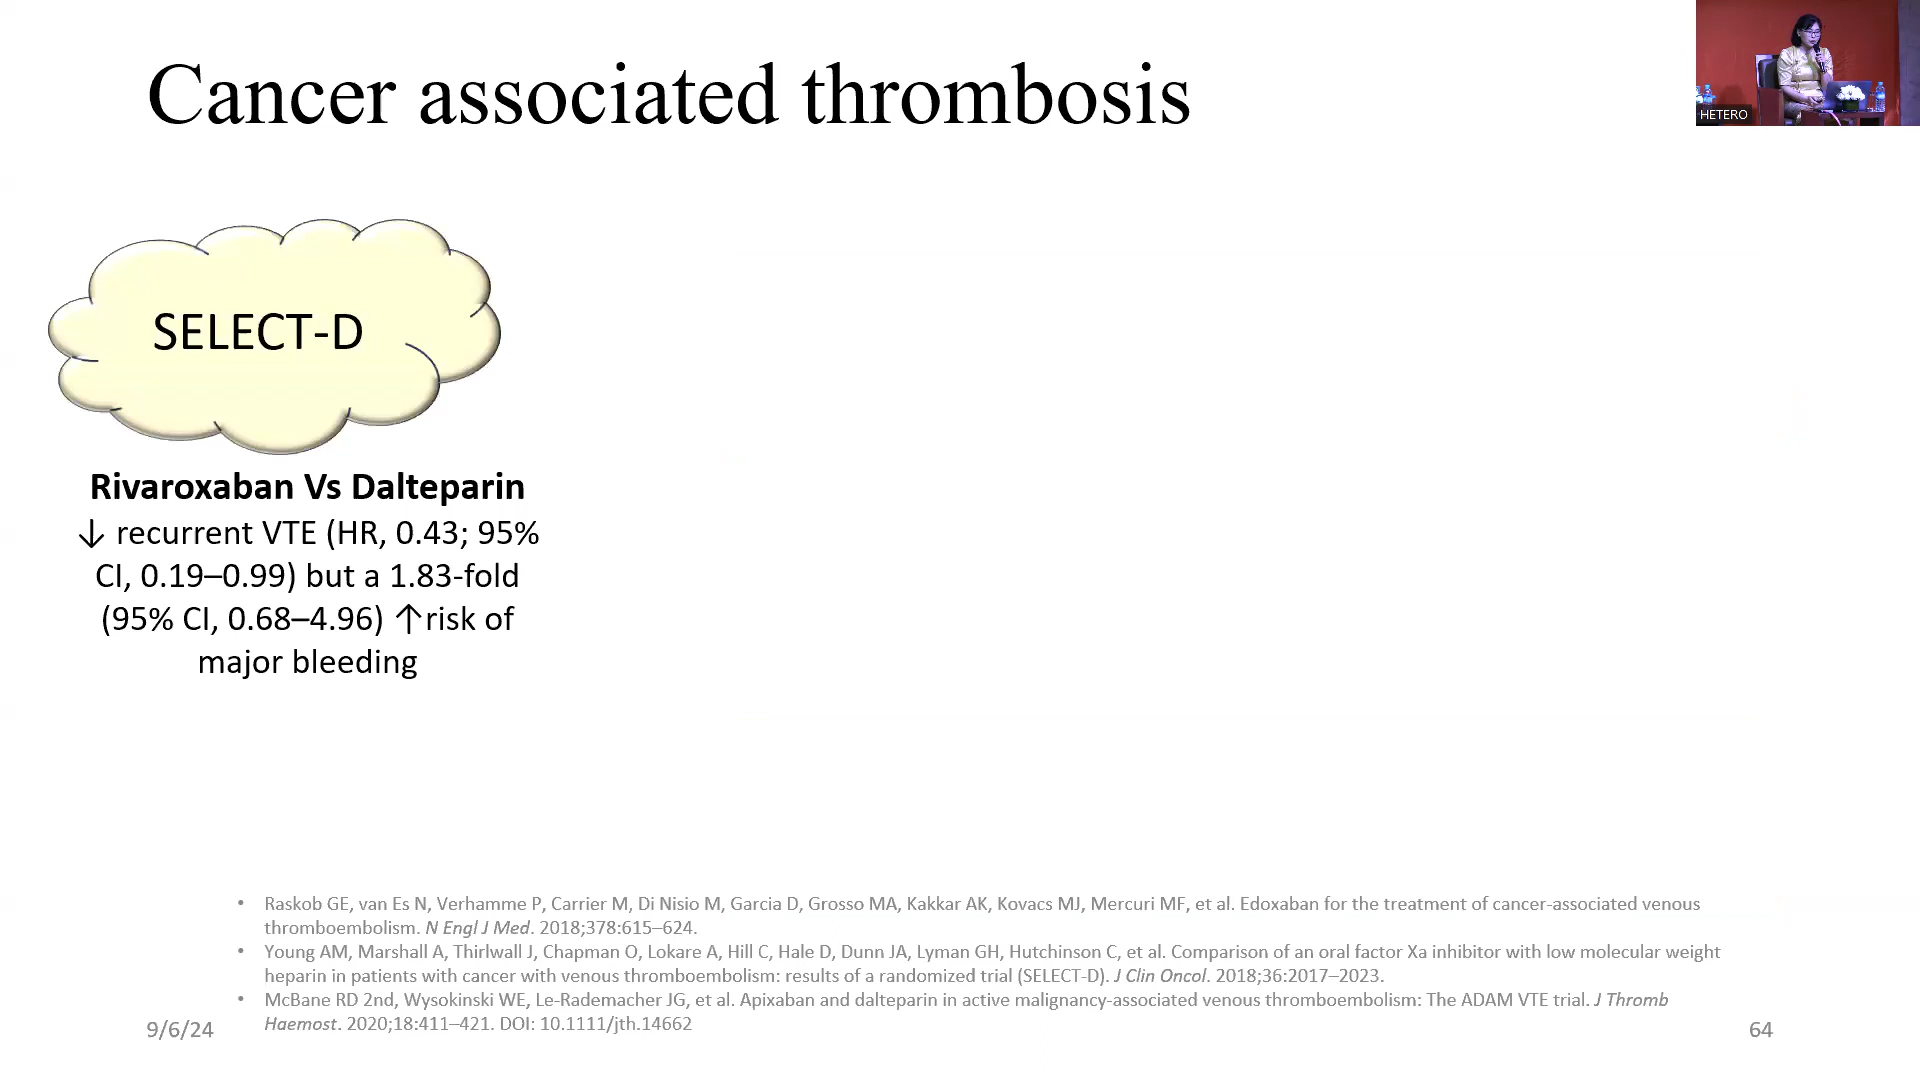 Cancer associated thrombosis
HETERO
SELECT-D
Rivaroxaban Vs Dalteparin
↓ recurrent VTE (HR, 0.43; 95%
CI, 0.19–0.99) but a 1.83-fold
(95% CI, 0.68–4.96) ↑risk of
major bleeding
• Raskob GE, van Es N, Verhamme P, Carrier M, Di Nisio M, Garcia D, Grosso MA, Kakkar AK, Kovacs MJ, Mercuri MF, et al. Edoxaban for the treatment of cancer-associated venous
thromboembolism. N Engl J Med. 2018;378:615–624.
• Young AM, Marshall A, Thirlwall J, Chapman O, Lokare A, Hill C, Hale D, Dunn JA, Lyman GH, Hutchinson C, et al. Comparison of an oral factor Xa inhibitor with low molecular weight
heparin in patients with cancer with venous thromboembolism: results of a randomized trial (SELECT-D). J Clin Oncol. 2018;36:2017–2023.
• McBane RD 2nd, Wysokinski WE, Le-Rademacher JG, et al. Apixaban and dalteparin in active malignancy-associated venous thromboembolism: The ADAM VTE trial. J Thromb
Haemost. 2020;18:411–421. DOI: 10.1111/jth.14662
9/6/24
64